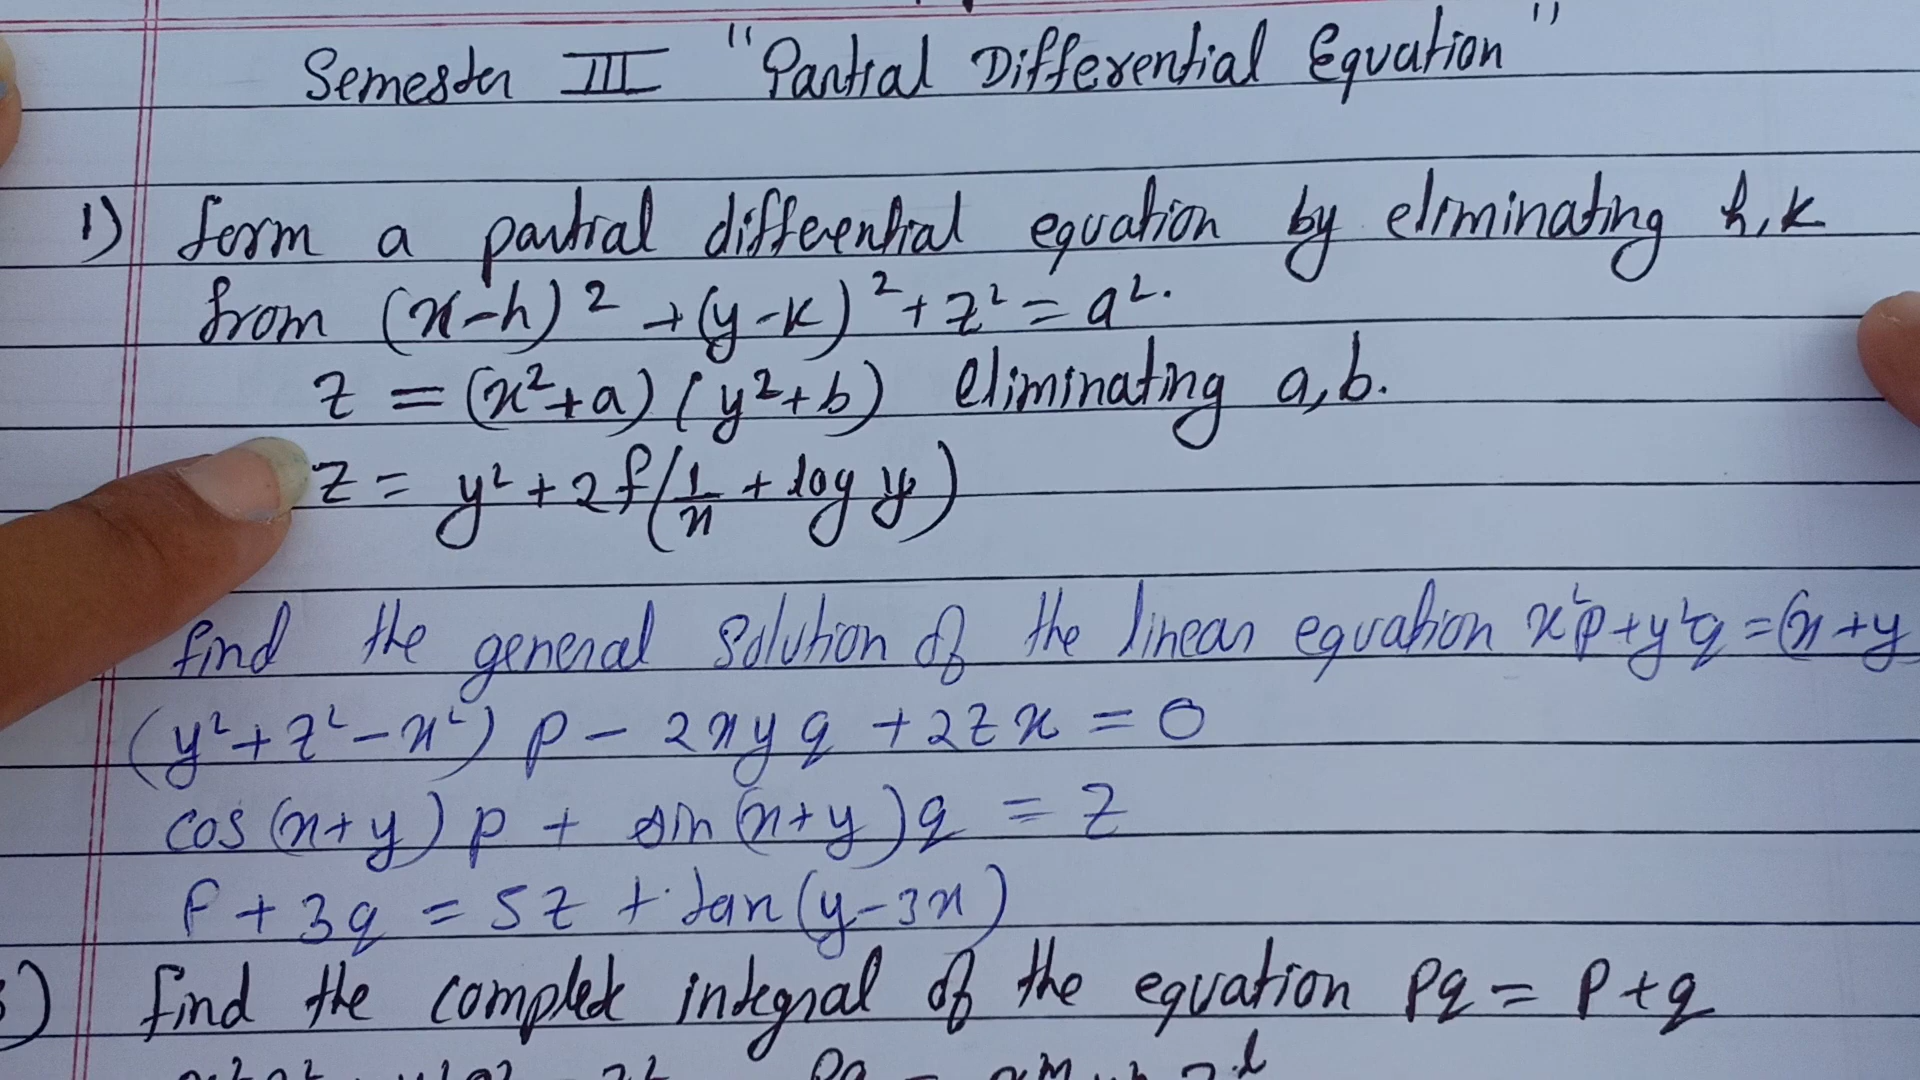 Semester III "Partial Differential Equation"
1) form a partial differential equation by eliminating h, k
from (x-h)² + (y-k)² + z² = a².
z = (x²+a) (y²+b) eliminating a, b.
z = y² + 2f(1/x + log y)
find the general solution of the linear equation x²p + y²q = (x+y
(y² + z² - x²) p - 2xyq + 2zx = 0
cos (x+y) p + sin (x+y) q = z
P + 3q = 5z + tan (y-3x)
) find the complete integral of the equation Pq = P + q